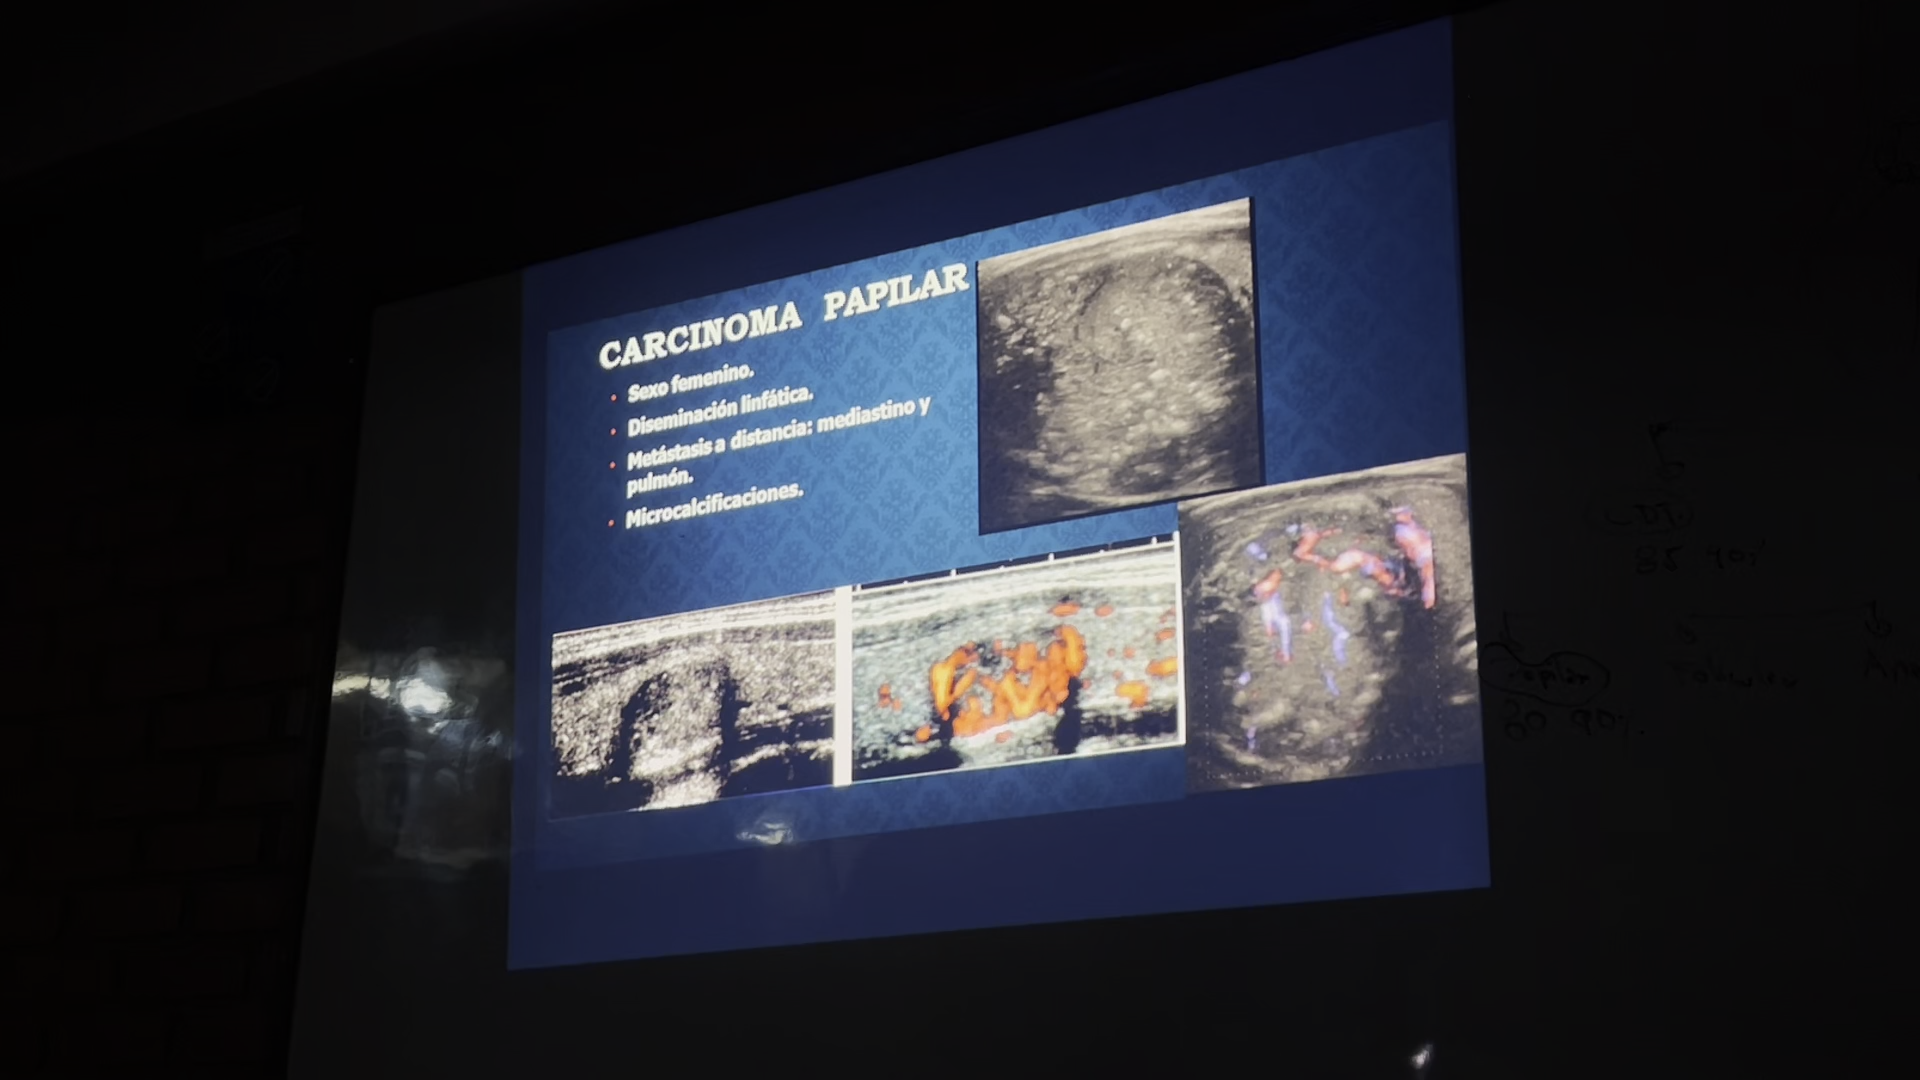 CARCINOMA PAPILAR
• Sexo femenino.
• Diseminación linfática.
• Metástasis a distancia: mediastino y
pulmón.
• Microcalcificaciones.